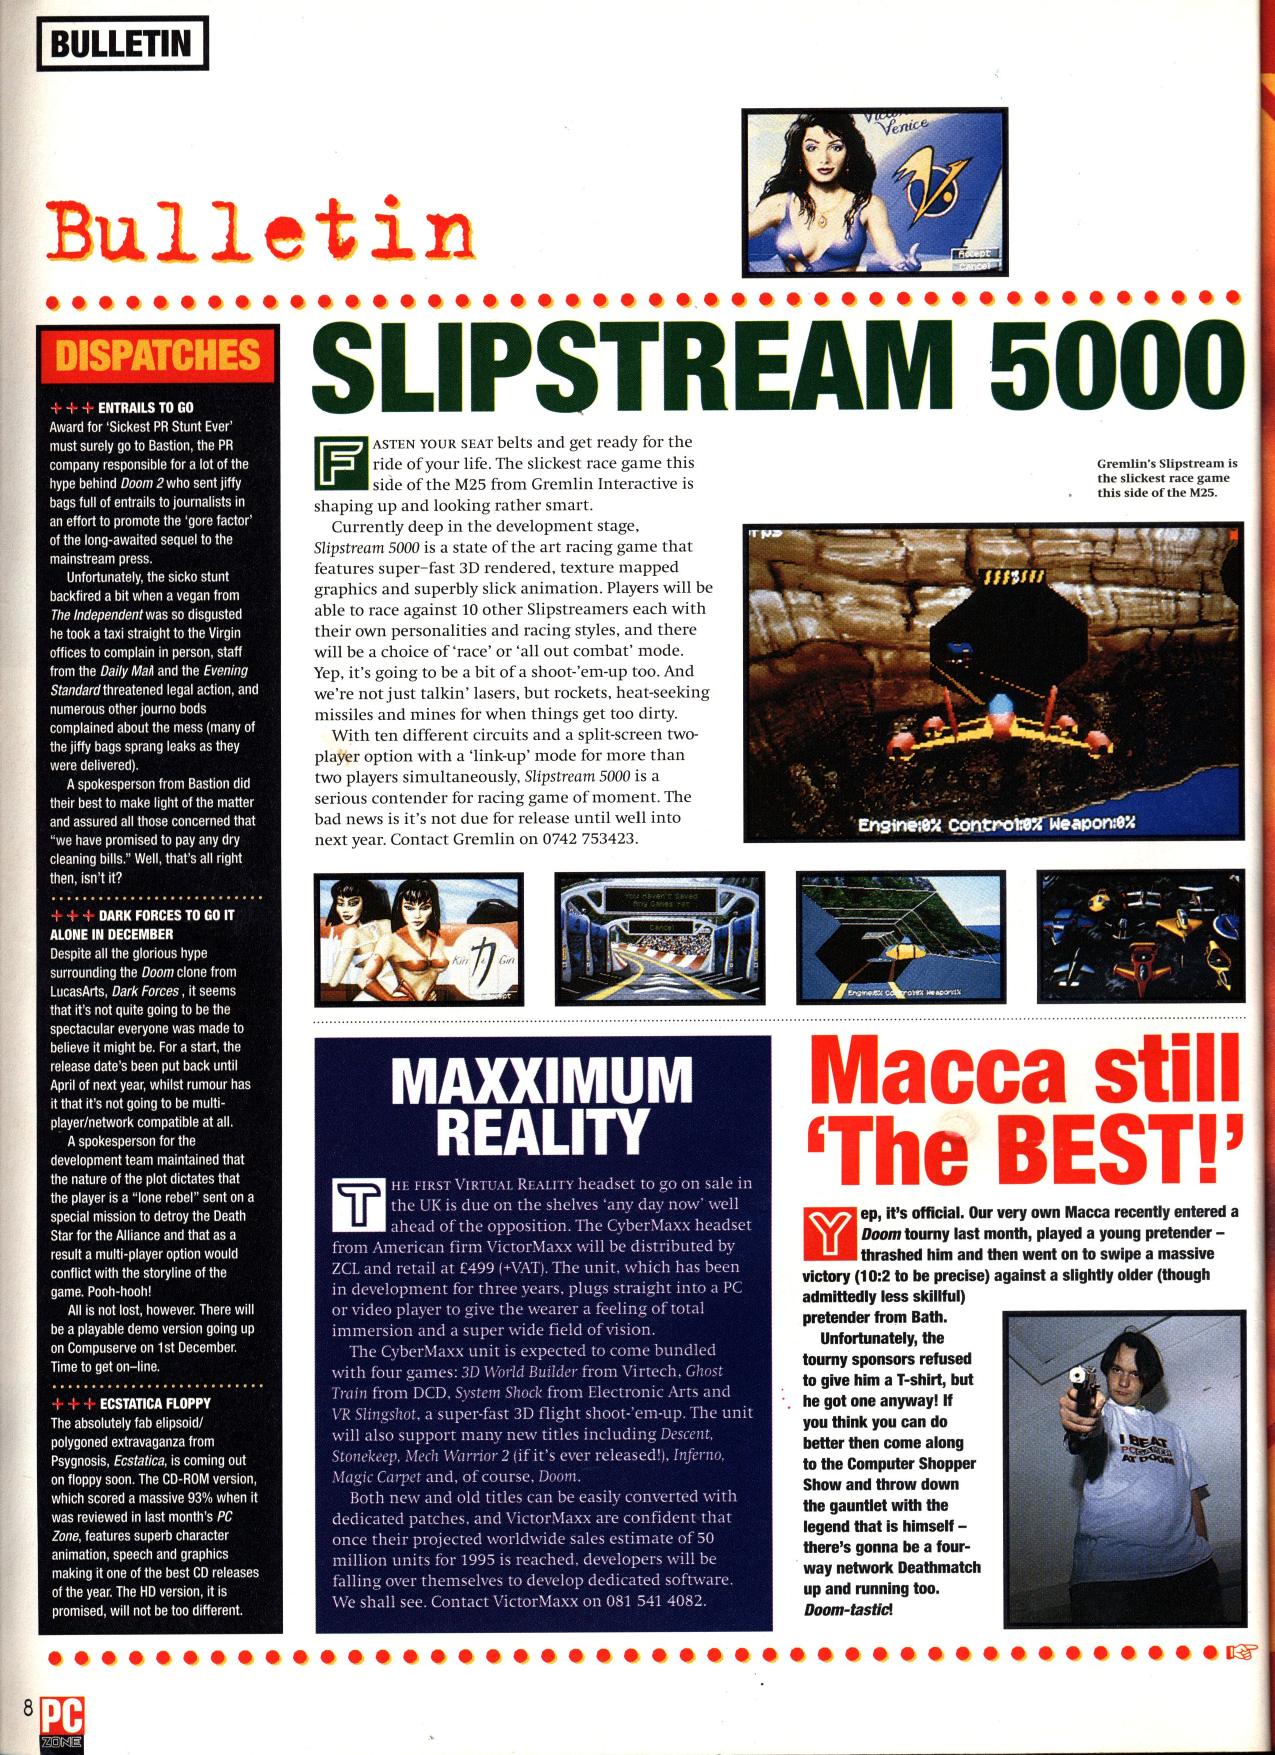 BULLETIN
Victor
Venice
Accept
Cancel
Bulletin
DISPATCHES
+++ ENTRAILS TO GO
Award for ‘Sickest PR Stunt Ever’
must surely go to Bastion, the PR
company responsible for a lot of the
hype behind Doom 2 who sent jiffy
bags full of entrails to journalists in
an effort to promote the ‘gore factor’
of the long-awaited sequel to the
mainstream press.
Unfortunately, the sicko stunt
backfired a bit when a vegan from
The Independent was so disgusted
he took a taxi straight to the Virgin
offices to complain in person, staff
from the Daily Mail and the Evening
Standard threatened legal action, and
numerous other journo bods
complained about the mess (many of
the jiffy bags sprang leaks as they
were delivered).
A spokesperson from Bastion did
their best to make light of the matter
and assured all those concerned that
“we have promised to pay any dry
cleaning bills.” Well, that’s all right
then, isn’t it?
+++ DARK FORCES TO GO IT
ALONE IN DECEMBER
Despite all the glorious hype
surrounding the Doom clone from
LucasArts, Dark Forces , it seems
that it’s not quite going to be the
spectacular everyone was made to
believe it might be. For a start, the
release date’s been put back until
April of next year, whilst rumour has
it that it’s not going to be multi-
player/network compatible at all.
A spokesperson for the
development team maintained that
the nature of the plot dictates that
the player is a “lone rebel” sent on a
special mission to detroy the Death
Star for the Alliance and that as a
result a multi-player option would
conflict with the storyline of the
game. Pooh-hooh!
All is not lost, however. There will
be a playable demo version going up
on Compuserve on 1st December.
Time to get on–line.
+++ ECSTATICA FLOPPY
The absolutely fab elipsoid/
polygoned extravaganza from
Psygnosis, Ecstatica, is coming out
on floppy soon. The CD-ROM version,
which scored a massive 93% when it
was reviewed in last month’s PC
Zone, features superb character
animation, speech and graphics
making it one of the best CD releases
of the year. The HD version, it is
promised, will not be too different.
SLIPSTREAM 5000
FASTEN YOUR SEAT belts and get ready for the
ride of your life. The slickest race game this
side of the M25 from Gremlin Interactive is
shaping up and looking rather smart.
Currently deep in the development stage,
Slipstream 5000 is a state of the art racing game that
features super–fast 3D rendered, texture mapped
graphics and superbly slick animation. Players will be
able to race against 10 other Slipstreamers each with
their own personalities and racing styles, and there
will be a choice of ‘race’ or ‘all out combat’ mode.
Yep, it’s going to be a bit of a shoot-’em-up too. And
we’re not just talkin’ lasers, but rockets, heat-seeking
missiles and mines for when things get too dirty.
With ten different circuits and a split-screen two-
player option with a ‘link-up’ mode for more than
two players simultaneously, Slipstream 5000 is a
serious contender for racing game of moment. The
bad news is it’s not due for release until well into
next year. Contact Gremlin on 0742 753423.
Gremlin’s Slipstream is
the slickest race game
this side of the M25.
fps
Engine:0% Control:0% Weapon:0%
Kiri & Gin
You Haven't Saved
Any Games Yet
Cancel
MAXXIMUM
REALITY
THE FIRST VIRTUAL REALITY headset to go on sale in
the UK is due on the shelves ‘any day now’ well
ahead of the opposition. The CyberMaxx headset
from American firm VictorMaxx will be distributed by
ZCL and retail at £499 (+VAT). The unit, which has been
in development for three years, plugs straight into a PC
or video player to give the wearer a feeling of total
immersion and a super wide field of vision.
The CyberMaxx unit is expected to come bundled
with four games: 3D World Builder from Virtech, Ghost
Train from DCD, System Shock from Electronic Arts and
VR Slingshot, a super-fast 3D flight shoot-’em-up. The unit
will also support many new titles including Descent,
Stonekeep, Mech Warrior 2 (if it’s ever released!), Inferno,
Magic Carpet and, of course, Doom.
Both new and old titles can be easily converted with
dedicated patches, and VictorMaxx are confident that
once their projected worldwide sales estimate of 50
million units for 1995 is reached, developers will be
falling over themselves to develop dedicated software.
We shall see. Contact VictorMaxx on 081 541 4082.
Macca still
‘The BEST!’
Yep, it’s official. Our very own Macca recently entered a
Doom tourny last month, played a young pretender –
thrashed him and then went on to swipe a massive
victory (10:2 to be precise) against a slightly older (though
admittedly less skillful)
pretender from Bath.
Unfortunately, the
tourny sponsors refused
to give him a T-shirt, but
he got one anyway! If
you think you can do
better then come along
to the Computer Shopper
Show and throw down
the gauntlet with the
legend that is himself –
there’s gonna be a four-
way network Deathmatch
up and running too.
Doom-tastic!
I BEAT
AT DOOM
8
PC
ZONE